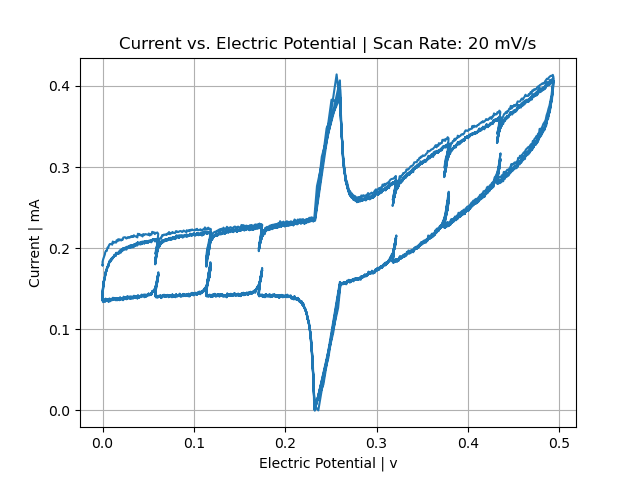 Current vs. Electric Potential | Scan Rate: 20 mV/s
0.4
0.3
0.2
0.1
0.0
Current | mA
0.0 0.1 0.2 0.3 0.4 0.5
Electric Potential | v